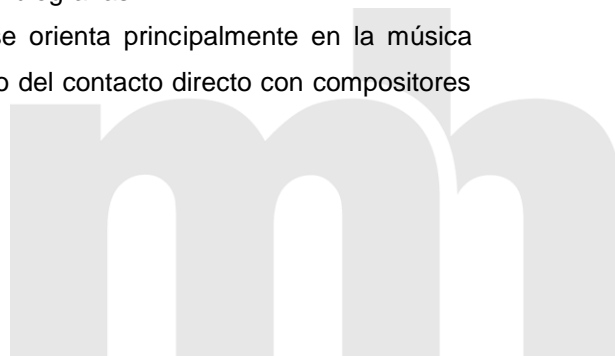 se orienta principalmente en la música
o del contacto directo con compositores